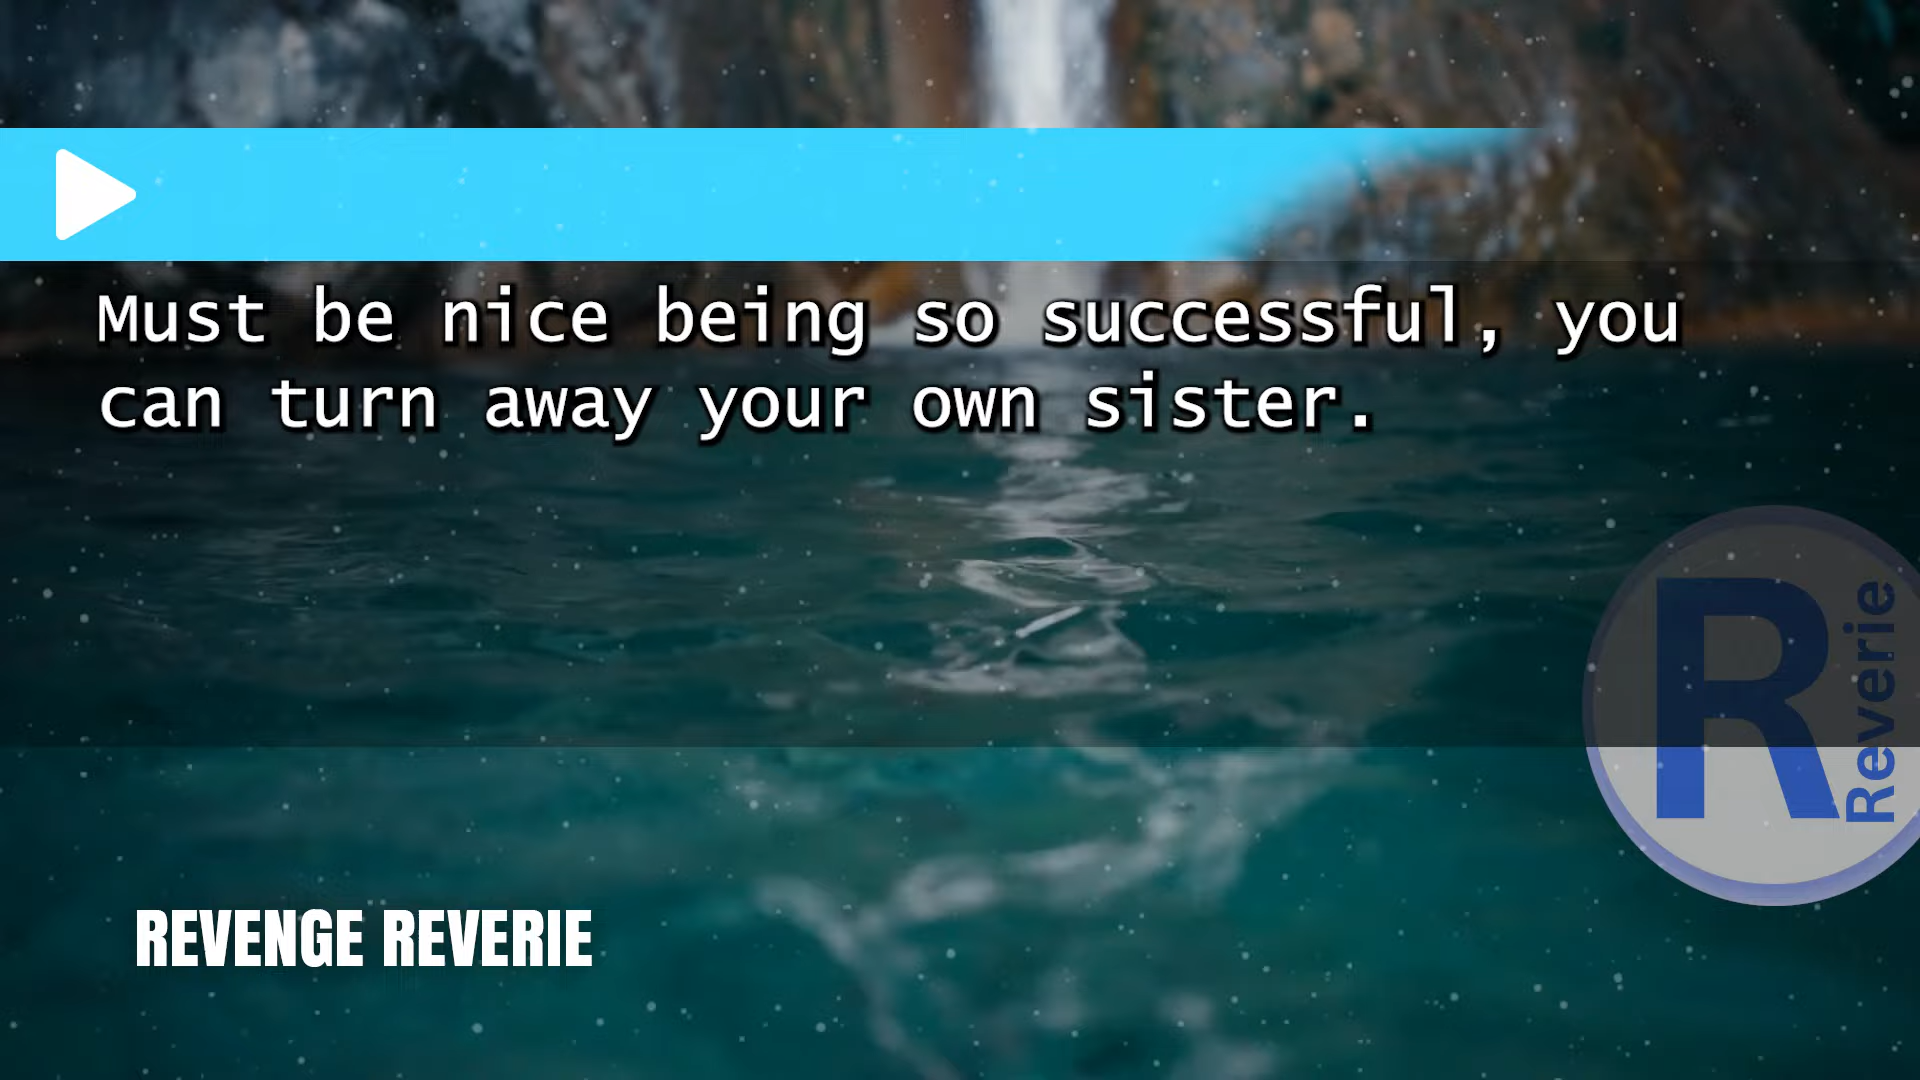 Must be nice being so successful, you
can turn away your own sister.
R
Reverie
REVENGE REVERIE